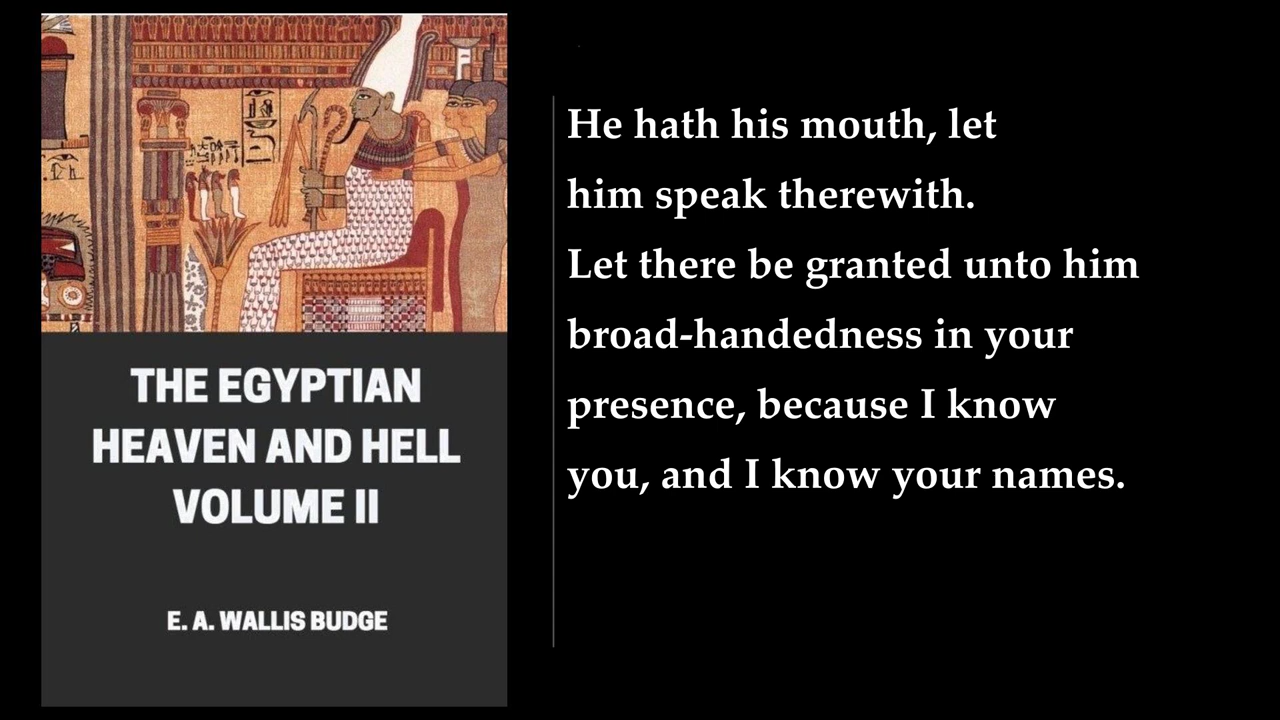 THE EGYPTIAN
HEAVEN AND HELL
VOLUME II
E. A. WALLIS BUDGE
He hath his mouth, let
him speak therewith.
Let there be granted unto him
broad-handedness in your
presence, because I know
you, and I know your names.